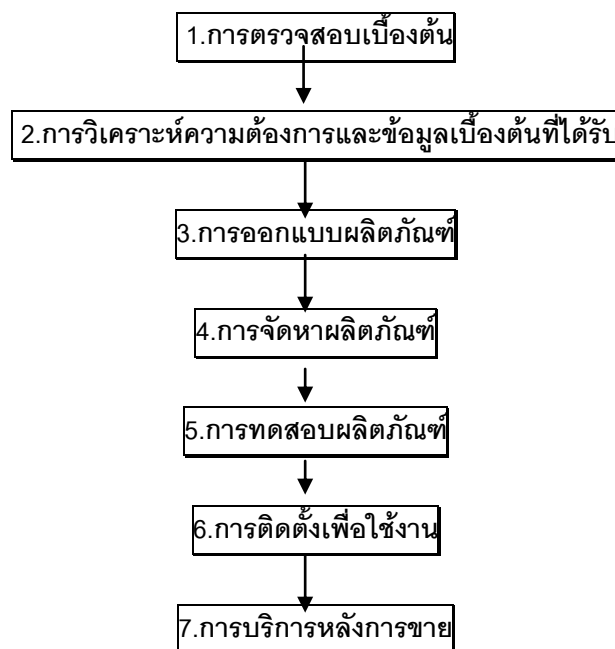 1.การตรวจสอบเบื้องต้น
2.การวิเคราะห์ความต้องการและข้อมูลเบื้องต้นที่ได้รับ
3.การออกแบบผลิตภัณฑ์
4.การจัดหาผลิตภัณฑ์
5.การทดสอบผลิตภัณฑ์
6.การติดตั้งเพื่อใช้งาน
7.การบริการหลังการขาย